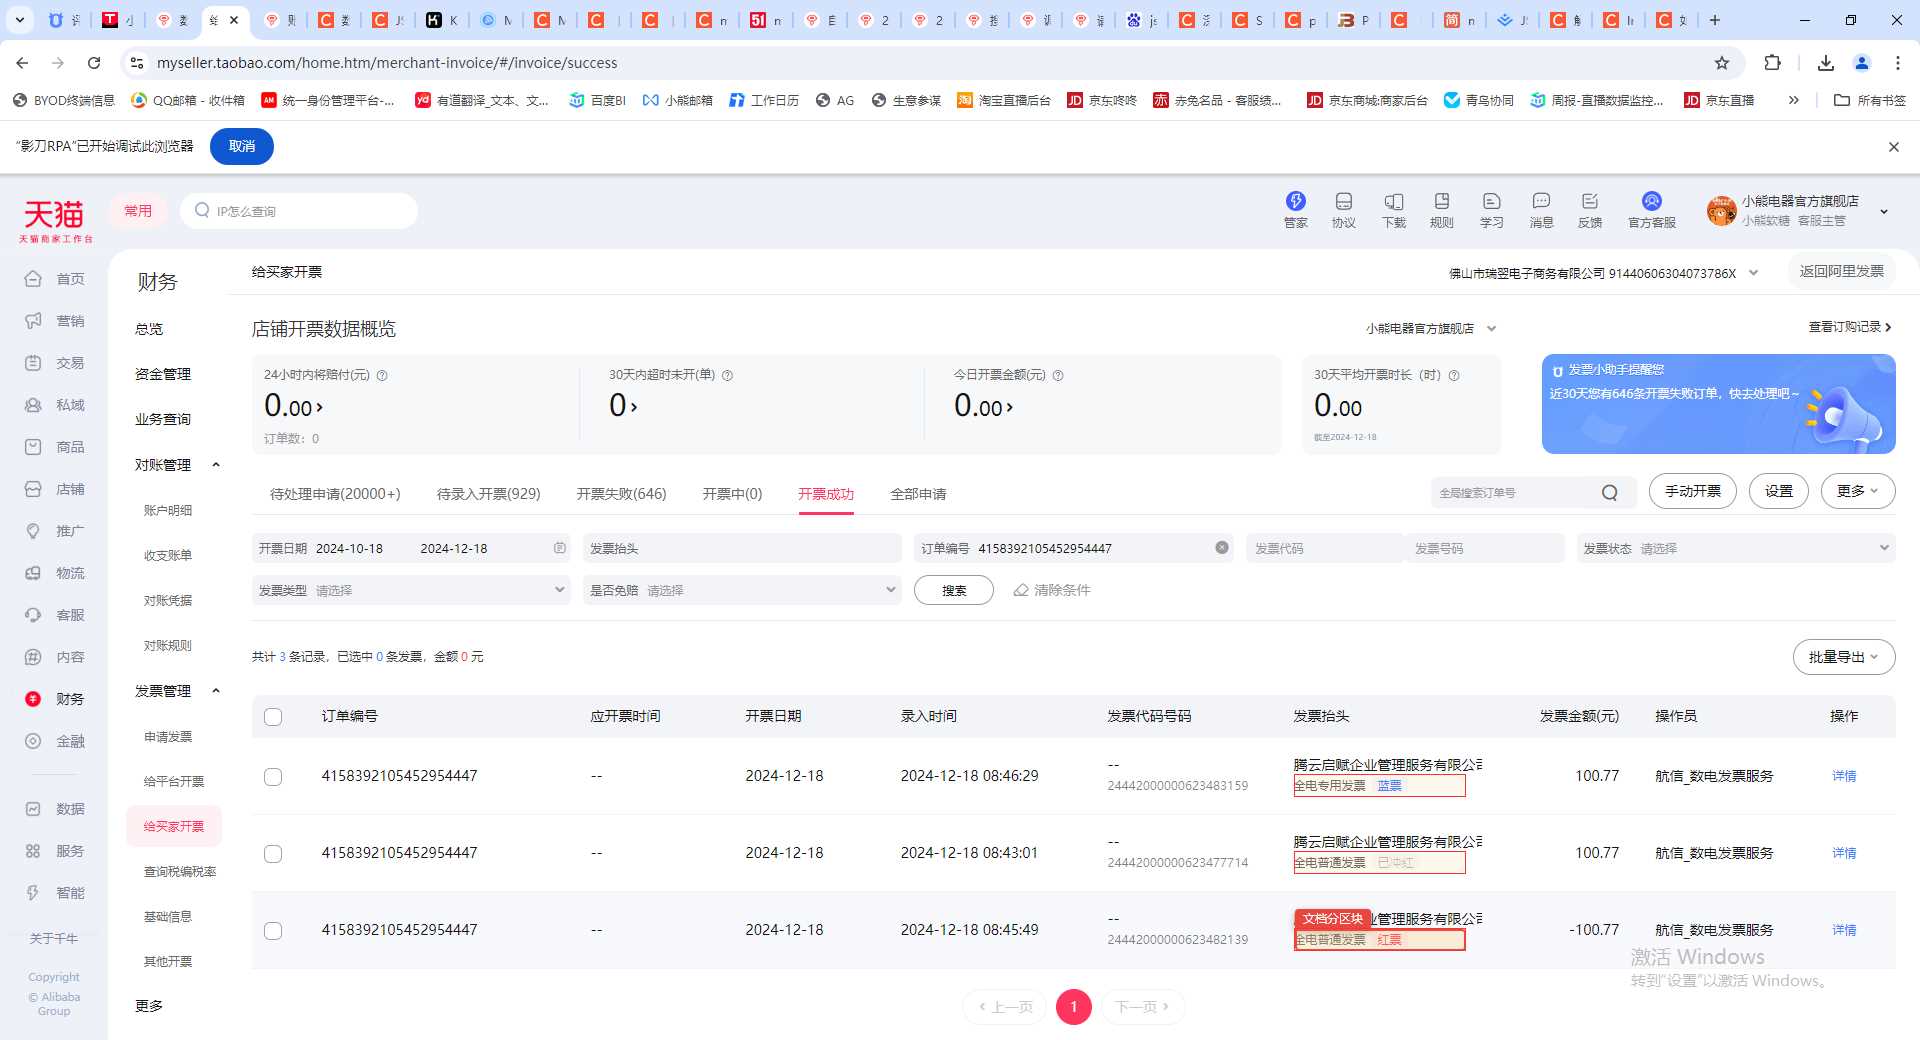 myseller.taobao.com/home.htm/merchant-invoice/#/invoice/success
BYOD终端信息 QQ邮箱 - 收件箱 统一身份管理平台-... 有道翻译_文本、文... 百度BI 小熊邮箱 工作日历 AG 生意参谋 淘宝直播后台 京东咚咚 赤兔名品 - 客服绩... 京东商城:商家后台 青鸟协同 周报-直播数据监控... 京东直播 » 所有书签
"影刀RPA"已开始调试此浏览器 取消
天猫
天猫商家工作台
常用 IP怎么查询
管家 协议 下载 规则 学习 消息 反馈 官方客服
小熊电器官方旗舰店
小熊软糖 客服主管
首页
营销
交易
私域
商品
店铺
推广
物流
客服
内容
财务
金融
数据
服务
智能
关于千牛
Copyright
© Alibaba
Group
财务
总览
资金管理
业务查询
对账管理
账户明细
收支账单
对账凭据
对账规则
发票管理
申请发票
给平台开票
给买家开票
查询税编税率
基础信息
其他开票
更多
给买家开票 佛山市瑞翌电子商务有限公司 91440606304073786X 返回阿里发票
店铺开票数据概览 小熊电器官方旗舰店 查看订购记录
24小时内将赔付(元) 30天内超时未开(单) 今日开票金额(元) 30天平均开票时长（时）
0.00 0 0.00 0.00
订单数：0 截至2024-12-18
发票小助手提醒您
近30天您有646条开票失败订单，快去处理吧~
待处理申请(20000+) 待录入开票(929) 开票失败(646) 开票中(0) 开票成功 全部申请 全局搜索订单号 手动开票 设置 更多
开票日期 2024-10-18 2024-12-18 发票抬头 订单编号 4158392105452954447 发票代码 发票号码 发票状态 请选择
发票类型 请选择 是否免赔 请选择 搜索 清除条件
共计 3 条记录，已选中 0 条发票，金额 0 元 批量导出
订单编号 应开票时间 开票日期 录入时间 发票代码号码 发票抬头 发票金额(元) 操作员 操作
4158392105452954447 -- 2024-12-18 2024-12-18 08:46:29 -- 腾云启赋企业管理服务有限公司 100.77 航信_数电发票服务 详情
24442000000623483159 全电专用发票 蓝票
4158392105452954447 -- 2024-12-18 2024-12-18 08:43:01 -- 腾云启赋企业管理服务有限公司 100.77 航信_数电发票服务 详情
24442000000623477714 全电普通发票 已冲红
4158392105452954447 -- 2024-12-18 2024-12-18 08:45:49 -- 文档分区块 业管理服务有限公司 -100.77 航信_数电发票服务 详情
24442000000623482139 全电普通发票 红票
激活 Windows
转到"设置"以激活 Windows。
上一页 1 下一页